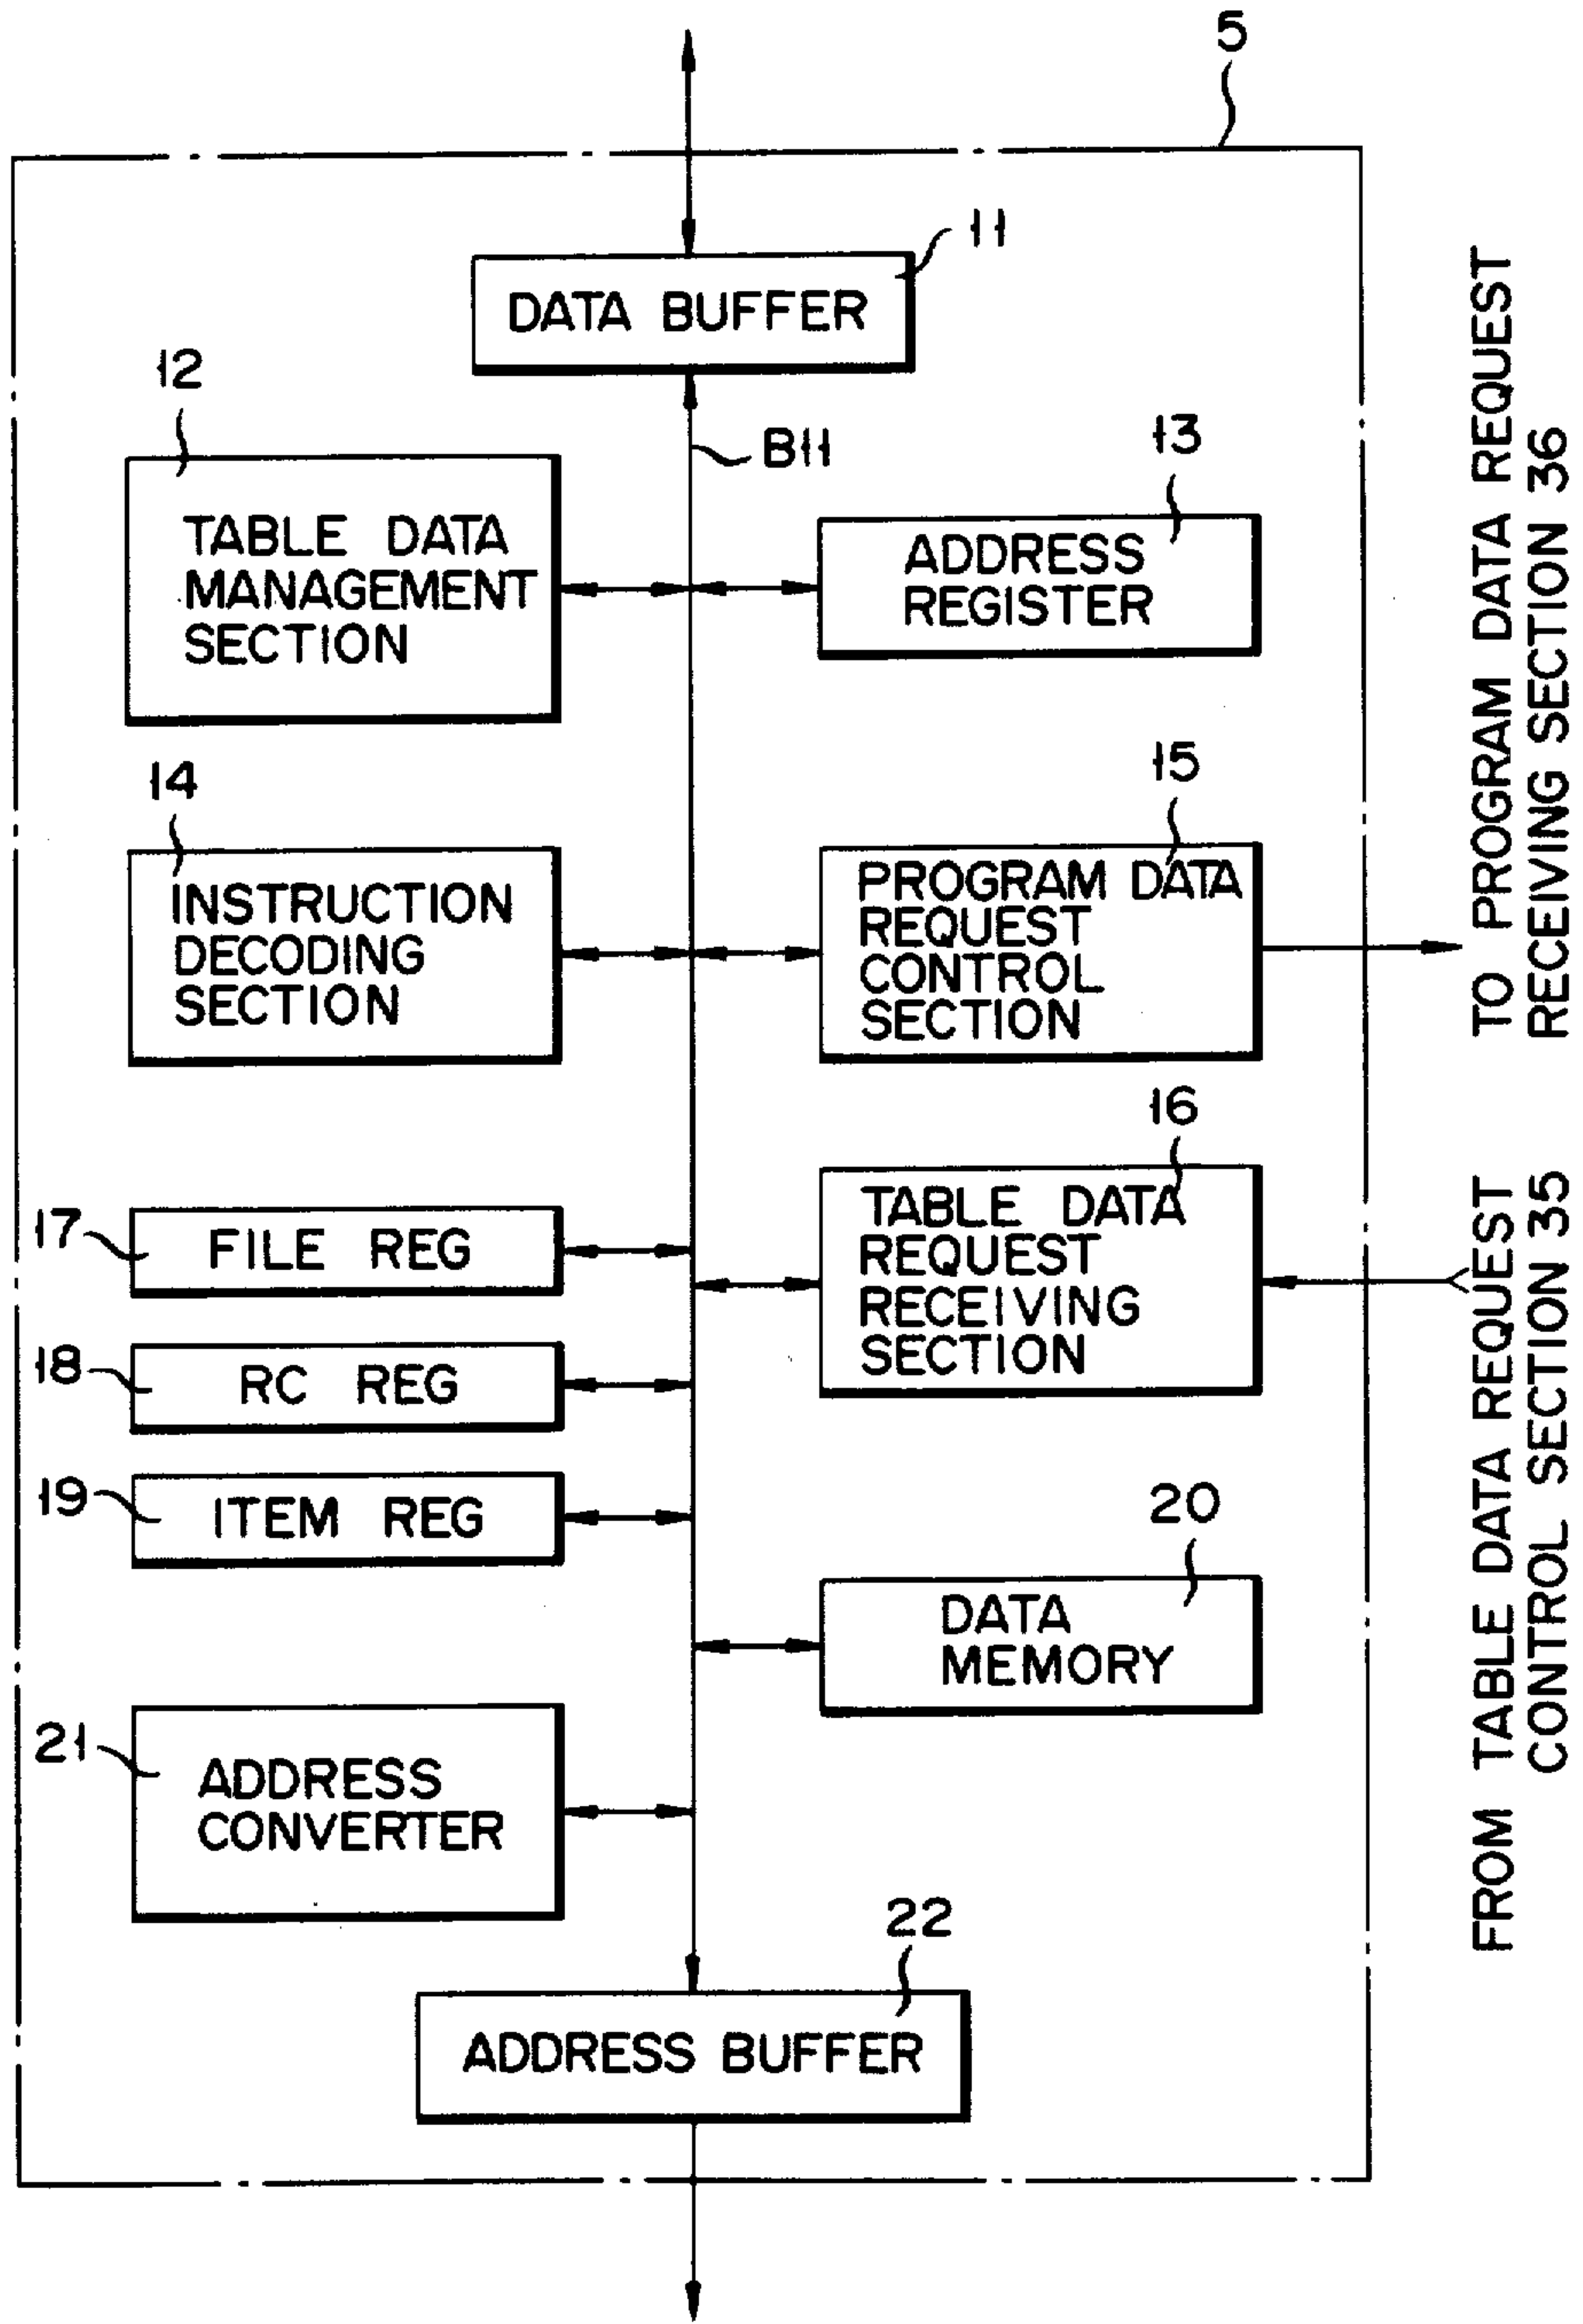 5
11
DATA BUFFER
B11
12
TABLE DATA
MANAGEMENT
SECTION
13
ADDRESS
REGISTER
14
INSTRUCTION
DECODING
SECTION
15
PROGRAM DATA
REQUEST
CONTROL
SECTION
TO PROGRAM DATA REQUEST
RECEIVING SECTION 36
16
TABLE DATA
REQUEST
RECEIVING
SECTION
FROM TABLE DATA REQUEST
CONTROL SECTION 35
17
FILE REG
18
RC REG
19
ITEM REG
20
DATA
MEMORY
21
ADDRESS
CONVERTER
22
ADDRESS BUFFER